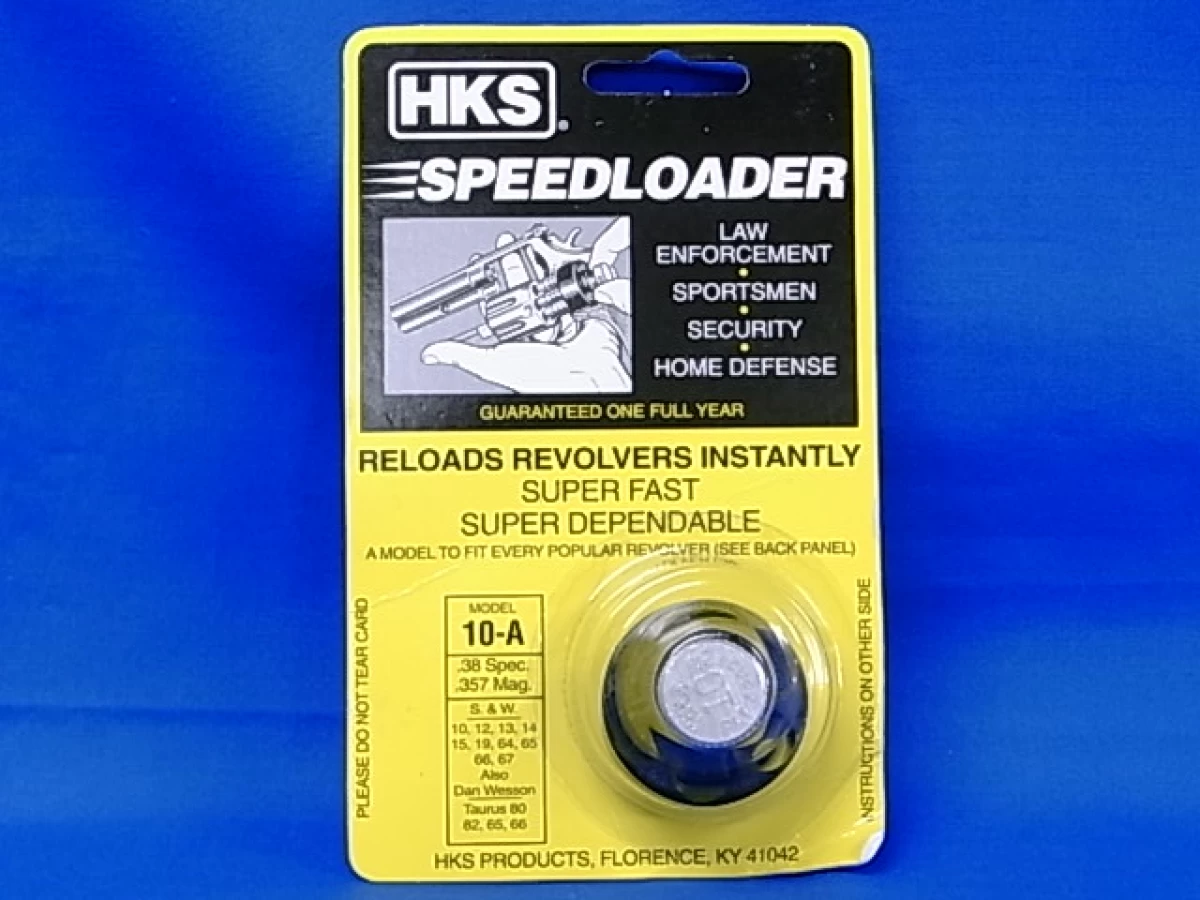 HKS®
SPEEDLOADER
LAW
ENFORCEMENT
•
SPORTSMEN
•
SECURITY
•
HOME DEFENSE
GUARANTEED ONE FULL YEAR
RELOADS REVOLVERS INSTANTLY
SUPER FAST
SUPER DEPENDABLE
A MODEL TO FIT EVERY POPULAR REVOLVER (SEE BACK PANEL)
PLEASE DO NOT TEAR CARD
MODEL
10-A
.38 Spec.
.357 Mag.
S. & W.
10, 12, 13, 14
15, 19, 64, 65
66, 67
Also
Dan Wesson
Taurus 80
82, 65, 66
INSTRUCTIONS ON OTHER SIDE
HKS PRODUCTS, FLORENCE, KY 41042